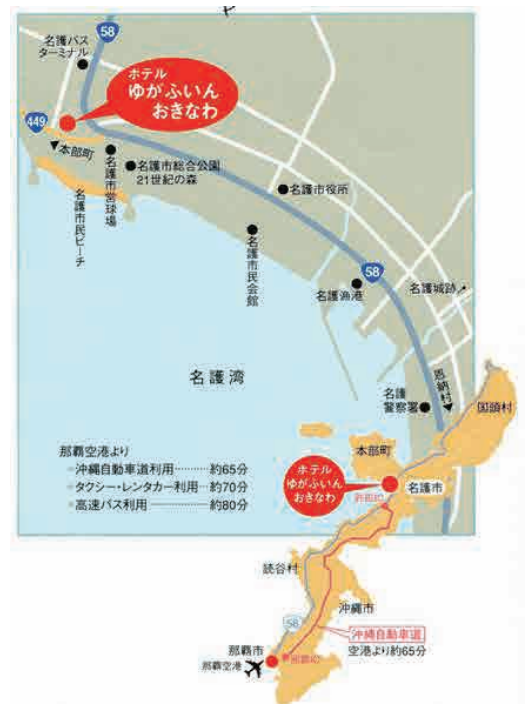 58
名護バス
ターミナル
ホテル
ゆがふいん
おきなわ
449
本部町
名護市民ビーチ
名護市営球場
名護市総合公園
21世紀の森
名護市役所
名護市民会館
58
名護漁港
名護城跡
恩納村
名護
警察署
国頭村
名護湾
本部町
那覇空港より
沖縄自動車道利用………約65分
タクシー・レンタカー利用…約70分
高速バス利用…………約80分
ホテル
ゆがふいん
おきなわ
許田IC
名護市
読谷村
沖縄市
58
沖縄自動車道
空港より約65分
那覇市
那覇空港
那覇IC